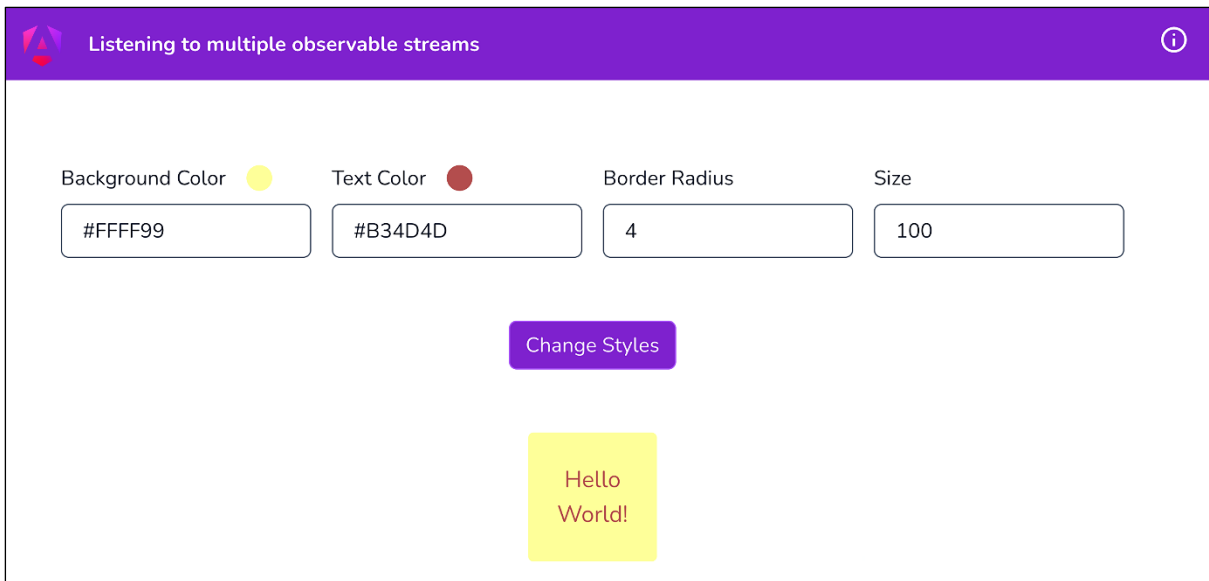 Listening to multiple observable streams
Background Color
Text Color
Border Radius
Size
#FFFF99
#B34D4D
4
100
Change Styles
Hello
World!